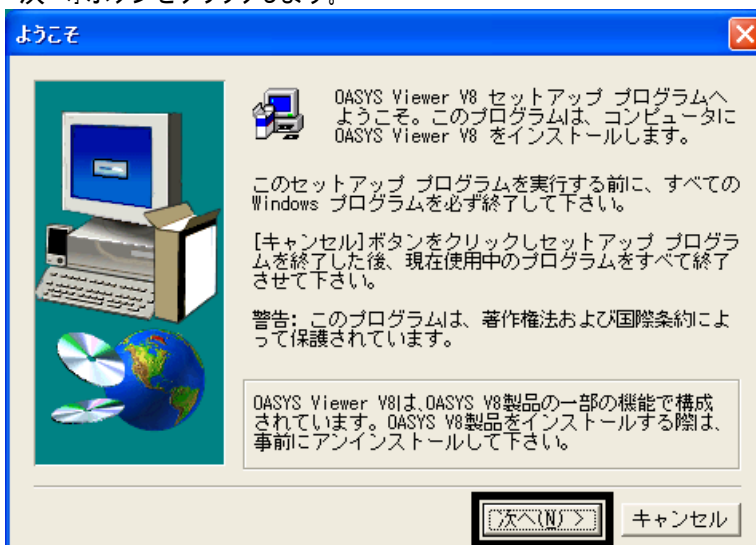 次へボタンをクリックします。
ようこそ
OASYS Viewer V8 セットアップ プログラムへ
ようこそ。このプログラムは、コンピュータに
OASYS Viewer V8 をインストールします。
このセットアップ プログラムを実行する前に、すべての
Windows プログラムを必ず終了して下さい。
[キャンセル]ボタンをクリックしセットアップ プログラ
ムを終了した後、現在使用中のプログラムをすべて終了
させて下さい。
警告: このプログラムは、著作権法および国際条約によ
って保護されています。
OASYS Viewer V8は、OASYS V8製品の一部の機能で構成
されています。OASYS V8製品をインストールする際は、
事前にアンインストールして下さい。
次へ(N) >
キャンセル